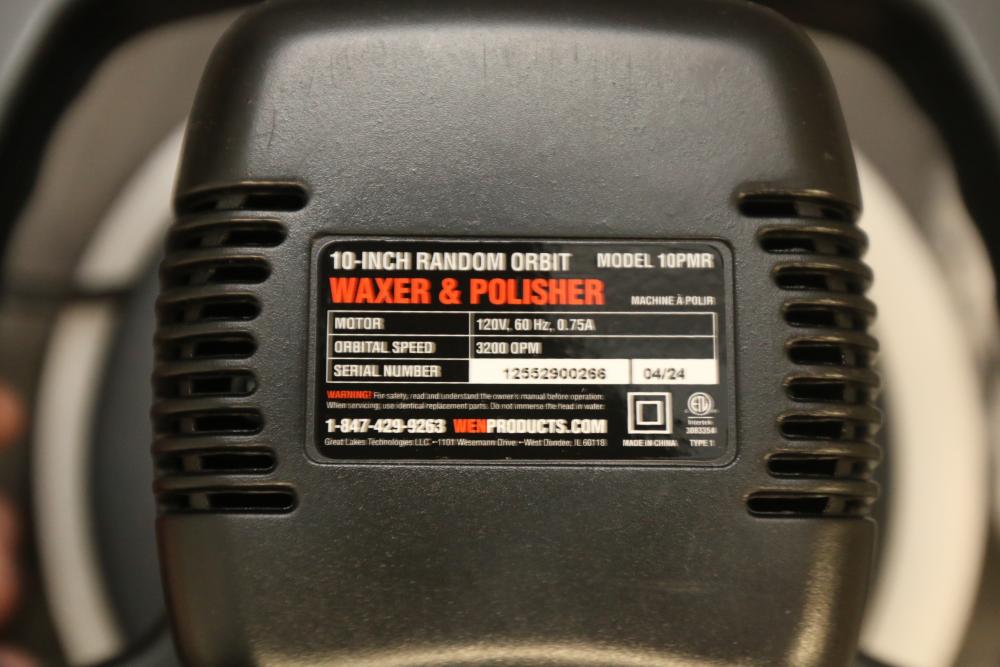 10-INCH RANDOM ORBIT MODEL 10PMR
WAXER & POLISHER MACHINE À POLIR
MOTOR 120V, 60 Hz, 0.75A
ORBITAL SPEED 3200 OPM
SERIAL NUMBER 12552900266 04/24
WARNING! For safety, read and understand the owner's manual before operation.
When servicing, use identical replacement parts. Do not immerse the head in water.
1-847-429-9263 WENPRODUCTS.COM
Great Lakes Technologies, LLC • 1101 Wesemann Drive • West Dundee, IL 60118
MADE IN CHINA
ETL
Intertek
TYPE 1